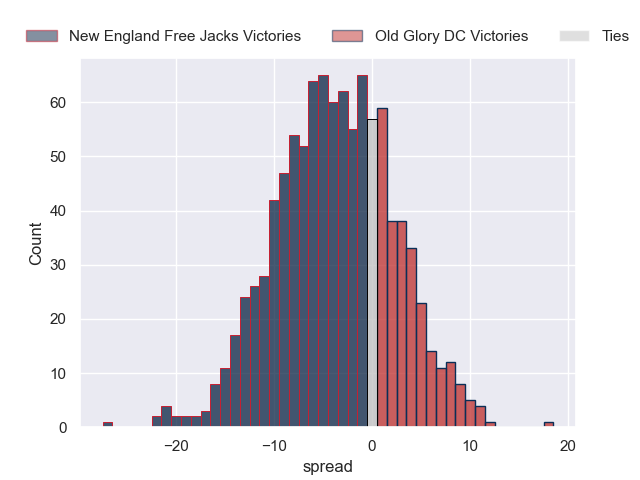 New England Free Jacks Victories Old Glory DC Victories Ties
60
50
40
30
20
10
0
Count
−20 −10 0 10 20
spread